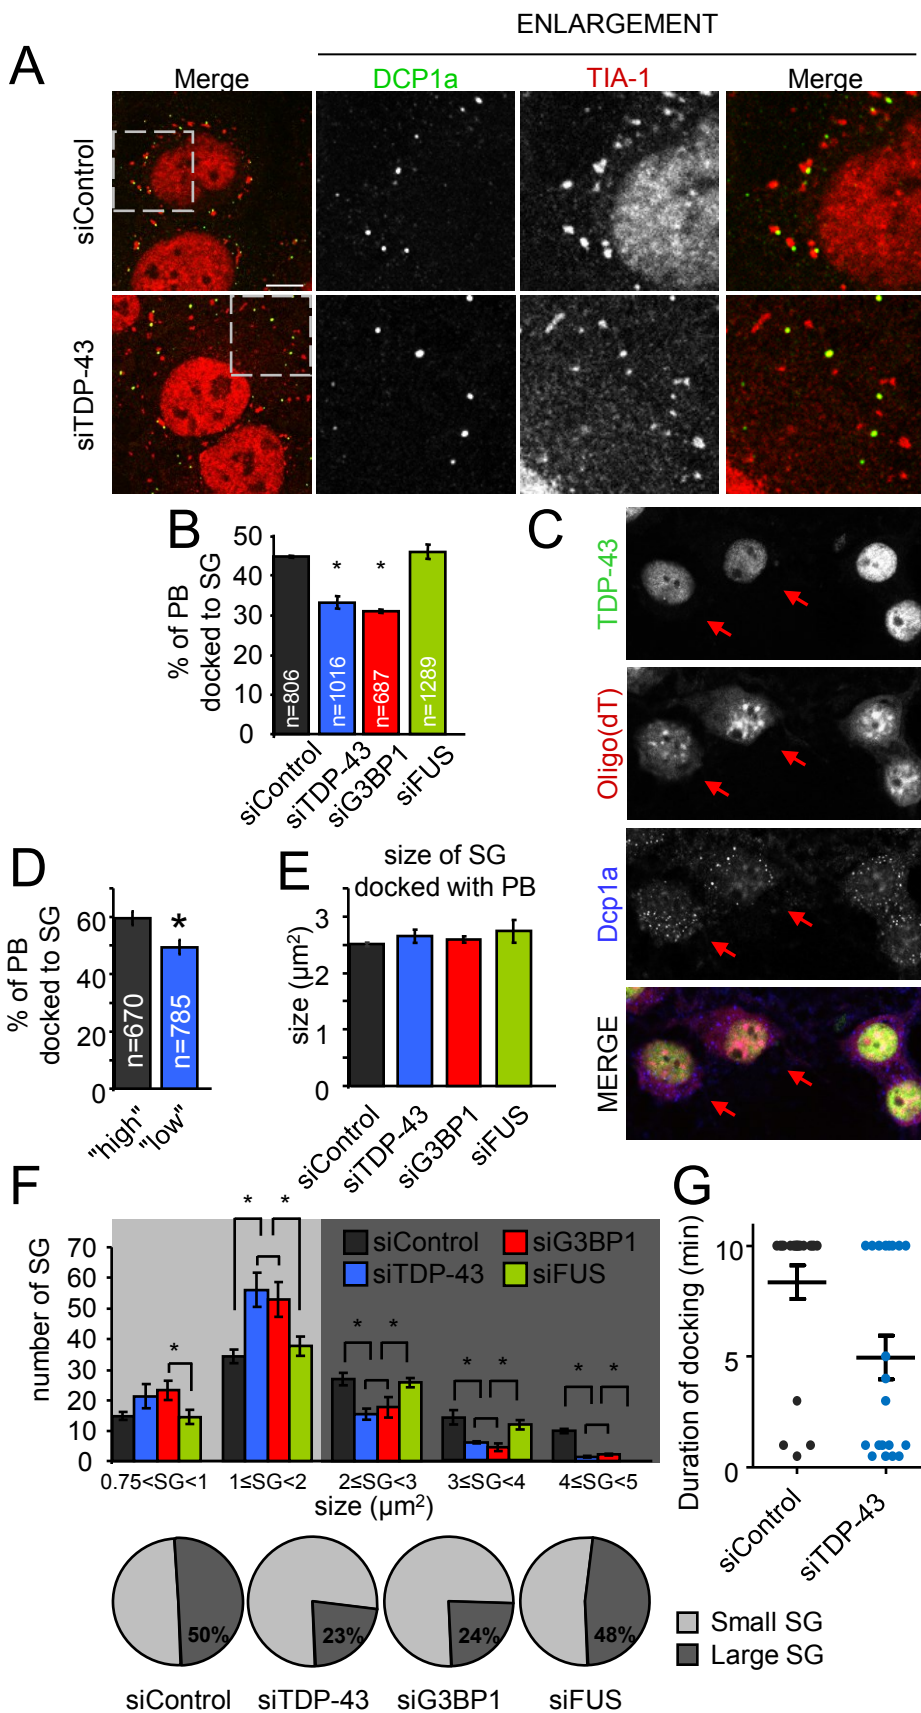 ENLARGEMENT
A
Merge
DCP1a
TIA-1
Merge
siControl
siTDP-43
B
% of PB
docked to SG
50
40
30
20
10
0
n=806
n=1016
n=687
n=1289
* *
siControl
siTDP-43
siG3BP1
siFUS
C
TDP-43
Oligo(dT)
Dcp1a
MERGE
D
% of PB
docked to SG
60
40
20
0
*
n=670
n=785
"high"
"low"
E
size of SG
docked with PB
size (µm²)
3
2
1
0
siControl
siTDP-43
siG3BP1
siFUS
F
number of SG
70
60
50
40
30
20
10
0
siControl
siG3BP1
siTDP-43
siFUS
*
* *
* *
* *
* *
0.75<SG<1
1≤SG<2
2≤SG<3
3≤SG<4
4≤SG<5
size (µm²)
50%
23%
24%
48%
siControl
siTDP-43
siG3BP1
siFUS
G
Duration of docking (min)
10
5
0
siControl
siTDP-43
Small SG
Large SG